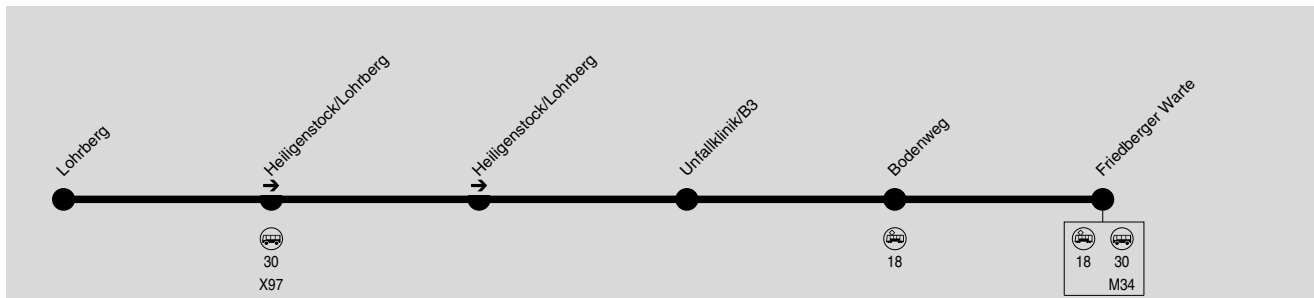 Lohrberg
Heiligenstock/Lohrberg
Heiligenstock/Lohrberg
Unfallklinik/B3
Bodenweg
Friedberger Warte
30
X97
18
18 30
M34